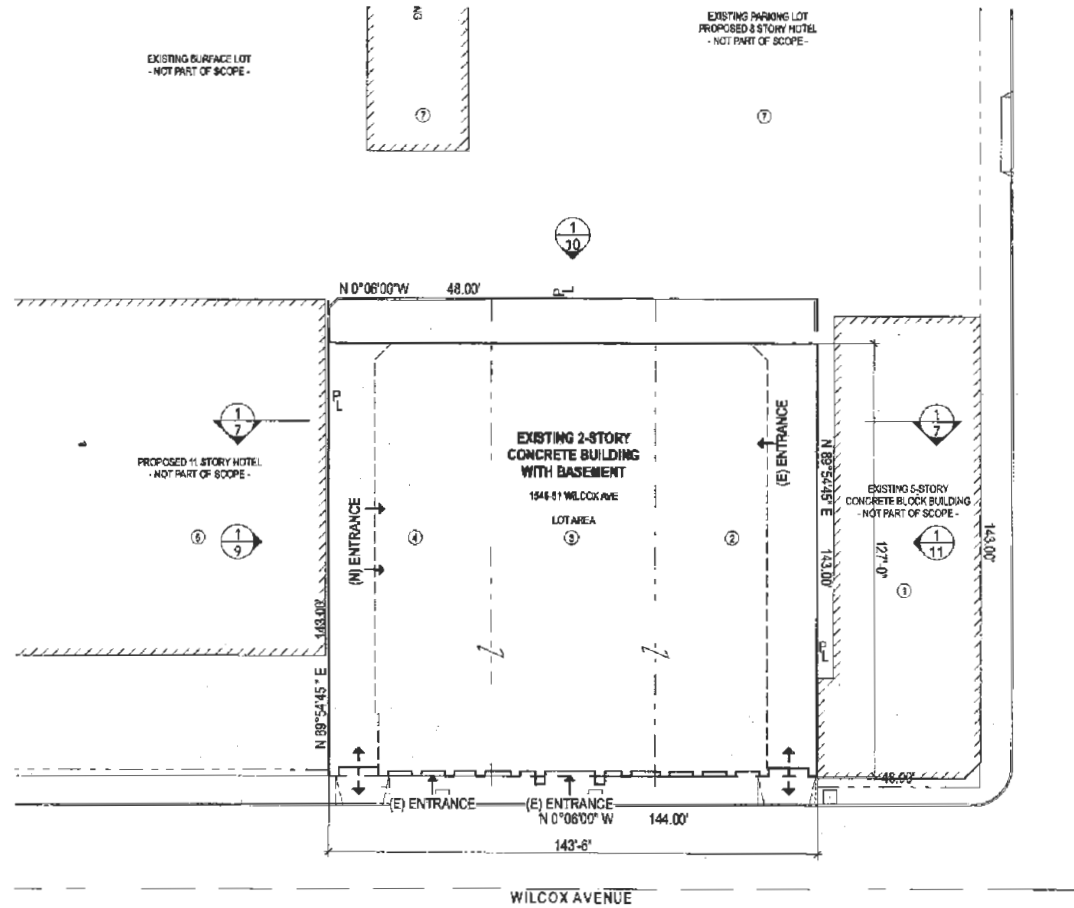 NG
EXISTING SURFACE LOT
- NOT PART OF SCOPE -
EXISTING PARKING LOT
PROPOSED 8 STORY HOTEL
- NOT PART OF SCOPE -
7
7
1
10
N 0°06'00"W 48.00'
PL
PL
1
7
PROPOSED 11 STORY HOTEL
- NOT PART OF SCOPE -
1
9
EXISTING 2-STORY
CONCRETE BUILDING
WITH BASEMENT
1546-51 WILCOX AVE
LOT AREA
4
3
2
(N) ENTRANCE
(E) ENTRANCE
N 89°54'45" E 143.00'
N 89°54'45" E 143.00'
PL
127'-0"
1
7
EXISTING 5-STORY
CONCRETE BLOCK BUILDING
- NOT PART OF SCOPE -
1
11
143.00'
48.00'
(E) ENTRANCE
(E) ENTRANCE
N 0°06'00" W 144.00'
143'-6"
WILCOX AVENUE